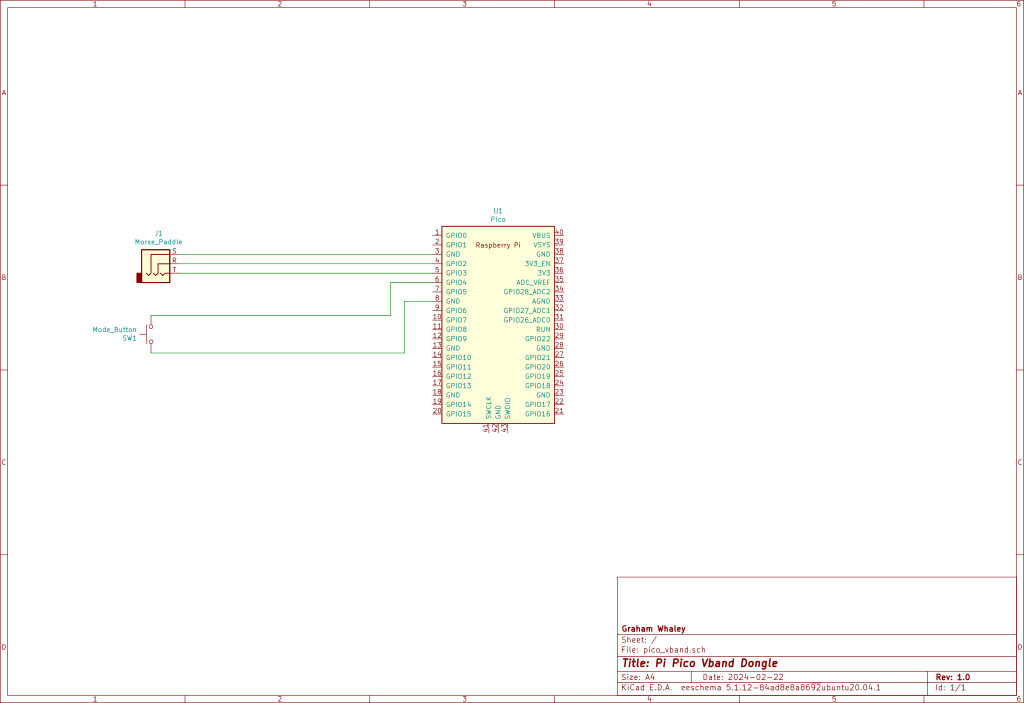 1 2 3 4 5 6
A A
J1
Morse_Paddle
S
R
T
Mode_Button
SW1
U1
Pico
Raspberry Pi
1 GPIO0 VBUS 40
2 GPIO1 VSYS 39
3 GND GND 38
4 GPIO2 3V3_EN 37
5 GPIO3 3V3 36
6 GPIO4 ADC_VREF 35
7 GPIO5 GPIO28_ADC2 34
8 GND AGND 33
9 GPIO6 GPIO27_ADC1 32
10 GPIO7 GPIO26_ADC0 31
11 GPIO8 RUN 30
12 GPIO9 GPIO22 29
13 GND GND 28
14 GPIO10 GPIO21 27
15 GPIO11 GPIO20 26
16 GPIO12 GPIO19 25
17 GPIO13 GPIO18 24
18 GND GND 23
19 GPIO14 GPIO17 22
20 GPIO15 GPIO16 21
SWCLK GND SWDIO
41 42 43
B B
C C
D D
Graham Whaley
Sheet: /
File: pico_vband.sch
Title: Pi Pico Vband Dongle
Size: A4 Date: 2024-02-22 Rev: 1.0
KiCad E.D.A. eeschema 5.1.12-84ad8e8a8692ubuntu20.04.1 Id: 1/1
1 2 3 4 5 6